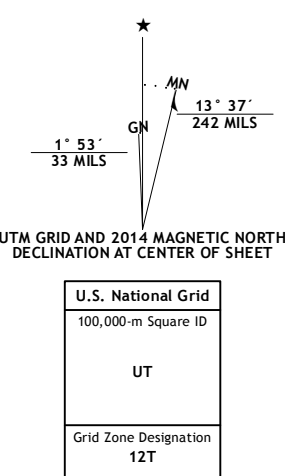 ★
MN
GN
13° 37´
242 MILS
1° 53´
33 MILS
UTM GRID AND 2014 MAGNETIC NORTH
DECLINATION AT CENTER OF SHEET
U.S. National Grid
100,000-m Square ID
UT
Grid Zone Designation
12T